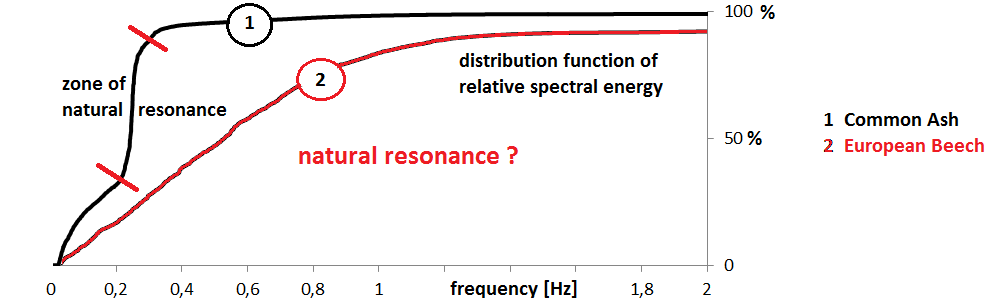 100 %
1
zone of
natural resonance
2
distribution function of
relative spectral energy
50 %
natural resonance ?
1 Common Ash
2 European Beech
0
0 0,2 0,4 0,6 0,8 1 frequency [Hz] 1,8 2